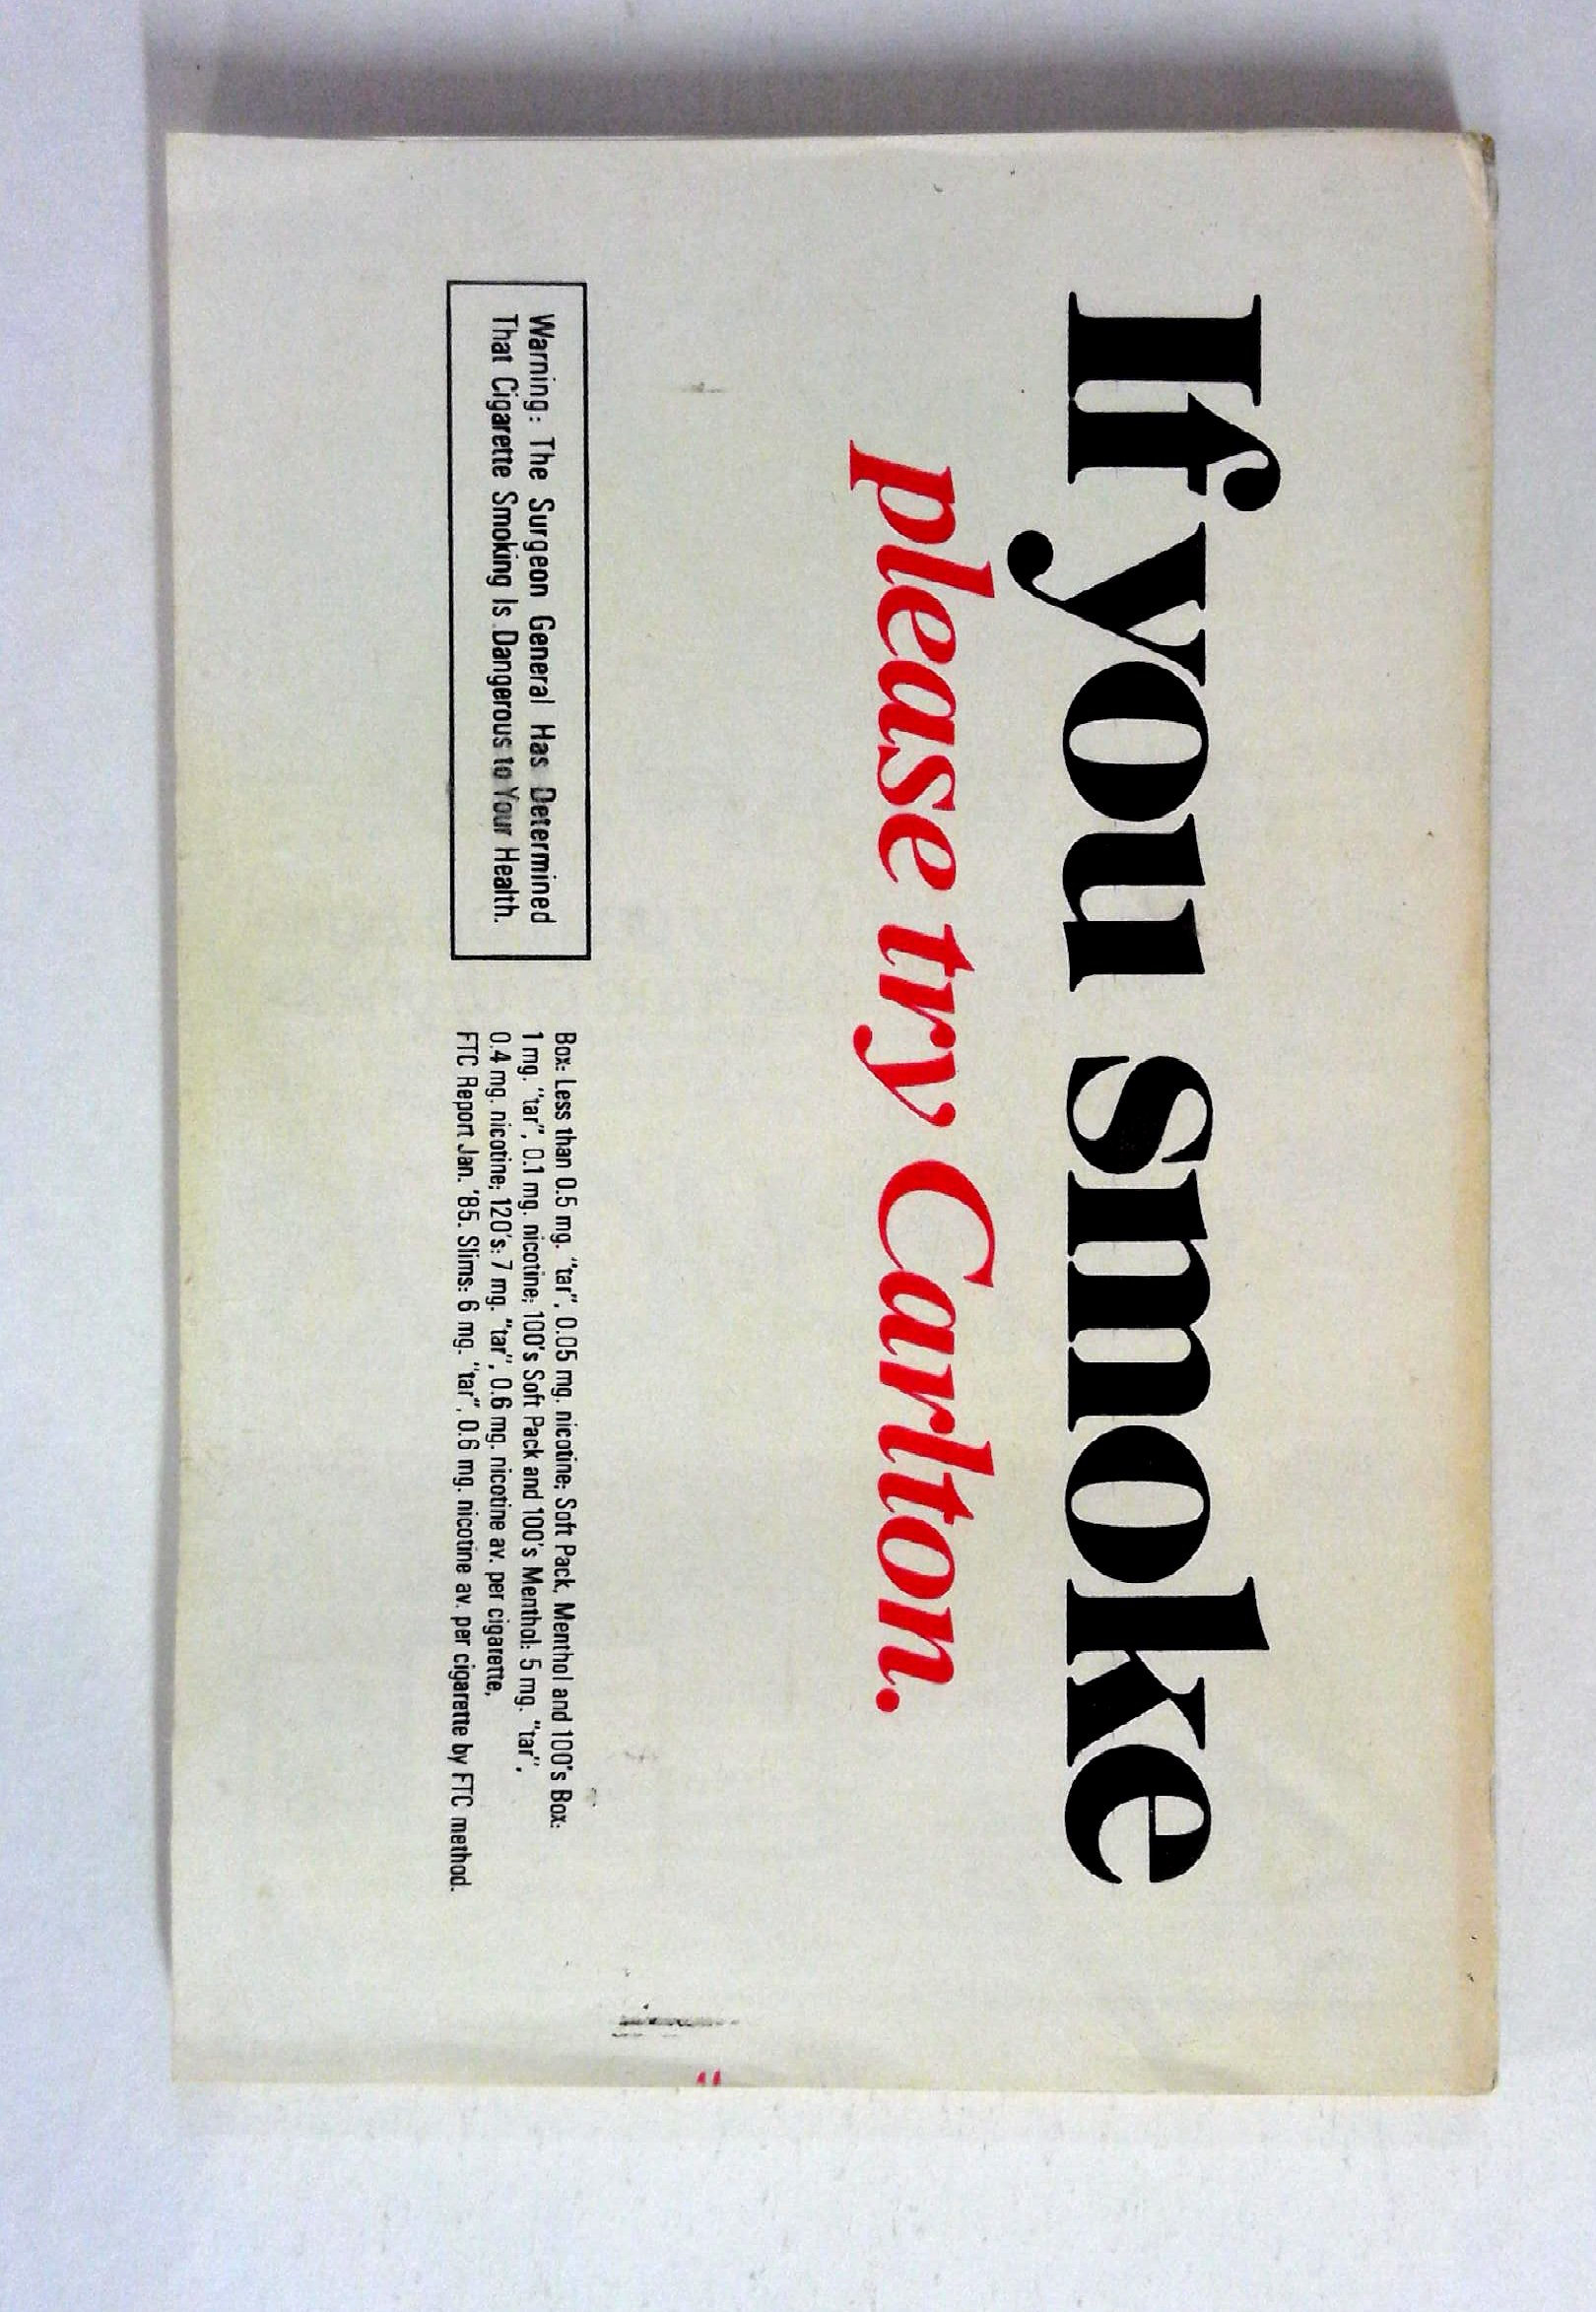 If you smoke
please try Carlton.
Warning: The Surgeon General Has Determined
That Cigarette Smoking Is Dangerous to Your Health.
Box: Less than 0.5 mg. "tar", 0.05 mg. nicotine; Soft Pack, Menthol and 100's Box:
1 mg. "tar", 0.1 mg. nicotine; 100's Soft Pack and 100's Menthol: 5 mg. "tar",
0.4 mg. nicotine; 120's: 7 mg. "tar", 0.6 mg. nicotine av. per cigarette,
FTC Report Jan. '85. Slims: 6 mg. "tar", 0.6 mg. nicotine av. per cigarette by FTC method.